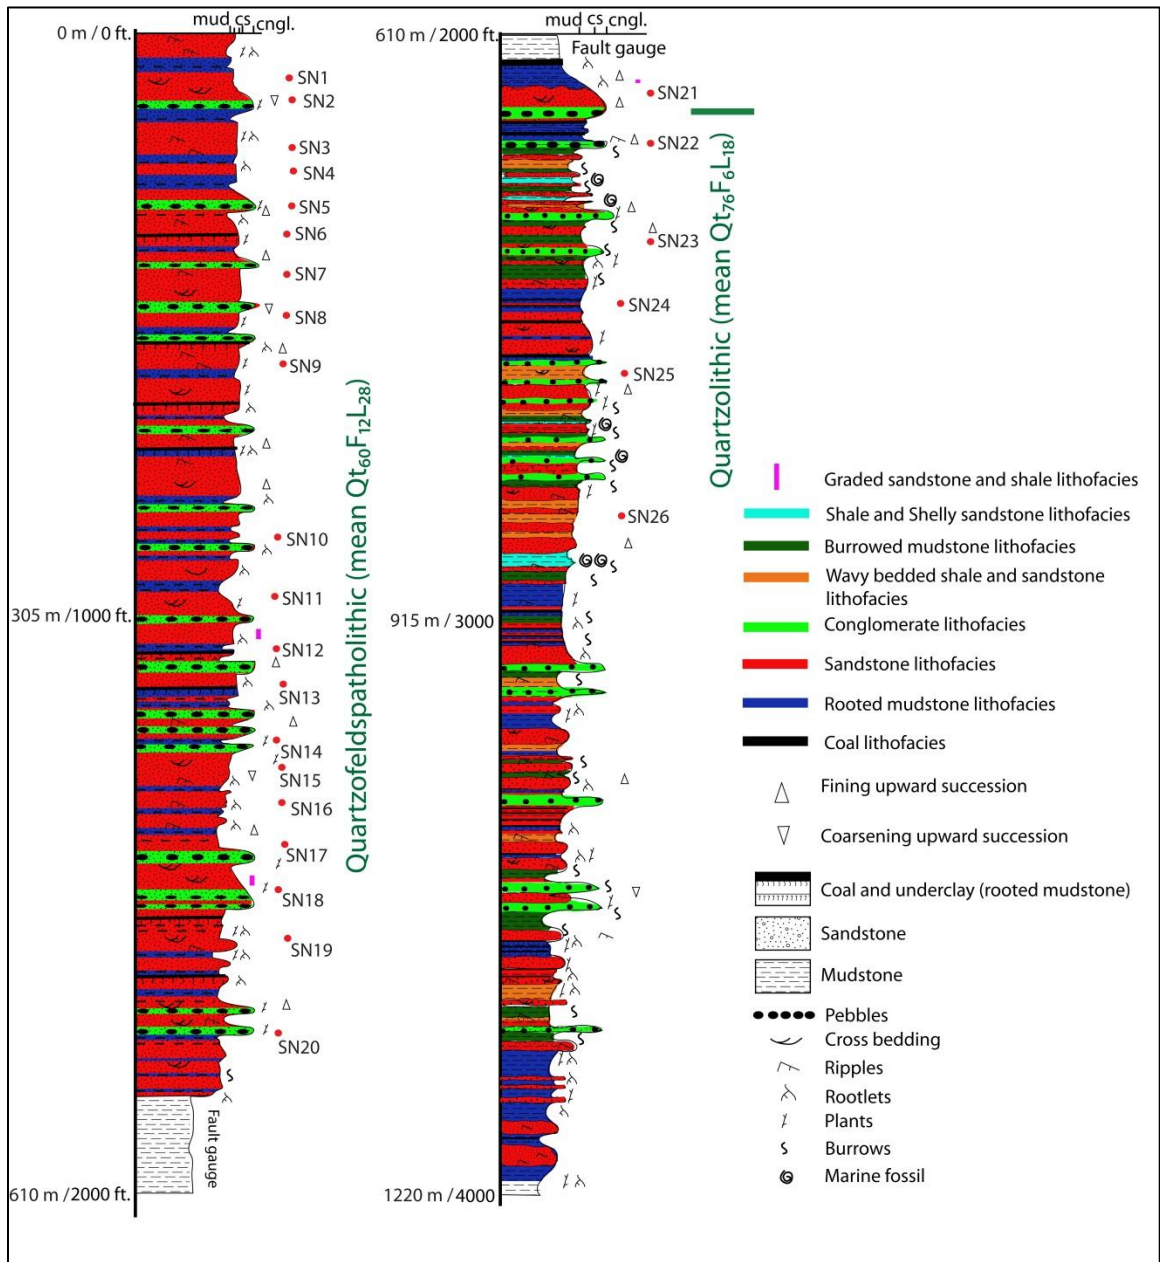 mud cs cngl.
0 m / 0 ft.
SN1
SN2
SN3
SN4
SN5
SN6
SN7
SN8
SN9
SN10
SN11
305 m /1000 ft.
SN12
SN13
SN14
SN15
SN16
SN17
SN18
SN19
SN20
Fault gauge
610 m /2000 ft.
Quartzofeldspatholithic (mean Qt60F12L28)
mud cs cngl.
610 m / 2000 ft.
Fault gauge
SN21
SN22
SN23
SN24
SN25
SN26
915 m / 3000
1220 m / 4000
Quartzolithic (mean Qt76F6L18)
Graded sandstone and shale lithofacies
Shale and Shelly sandstone lithofacies
Burrowed mudstone lithofacies
Wavy bedded shale and sandstone
lithofacies
Conglomerate lithofacies
Sandstone lithofacies
Rooted mudstone lithofacies
Coal lithofacies
Fining upward succession
Coarsening upward succession
Coal and underclay (rooted mudstone)
Sandstone
Mudstone
Pebbles
Cross bedding
Ripples
Rootlets
Plants
Burrows
Marine fossil